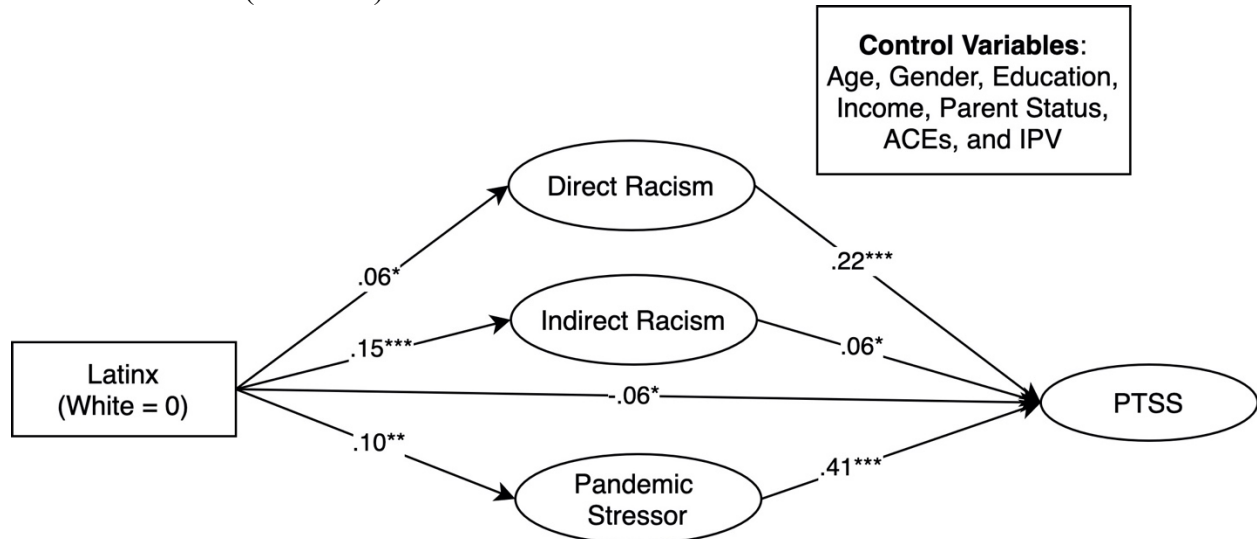 Control Variables:
Age, Gender, Education,
Income, Parent Status,
ACEs, and IPV
Direct Racism
.06*
.22***
Indirect Racism
.15***
.06*
Latinx
(White = 0)
-.06*
PTSS
.10**
.41***
Pandemic
Stressor